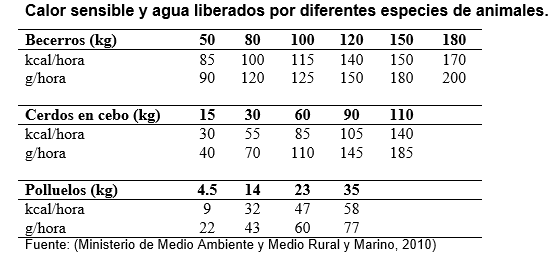 Calor sensible y agua liberados por diferentes especies de animales.
Becerros (kg) 50 80 100 120 150 180
kcal/hora 85 100 115 140 150 170
g/hora 90 120 125 150 180 200
Cerdos en cebo (kg) 15 30 60 90 110
kcal/hora 30 55 85 105 140
g/hora 40 70 110 145 185
Polluelos (kg) 4.5 14 23 35
kcal/hora 9 32 47 58
g/hora 22 43 60 77
Fuente: (Ministerio de Medio Ambiente y Medio Rural y Marino, 2010)